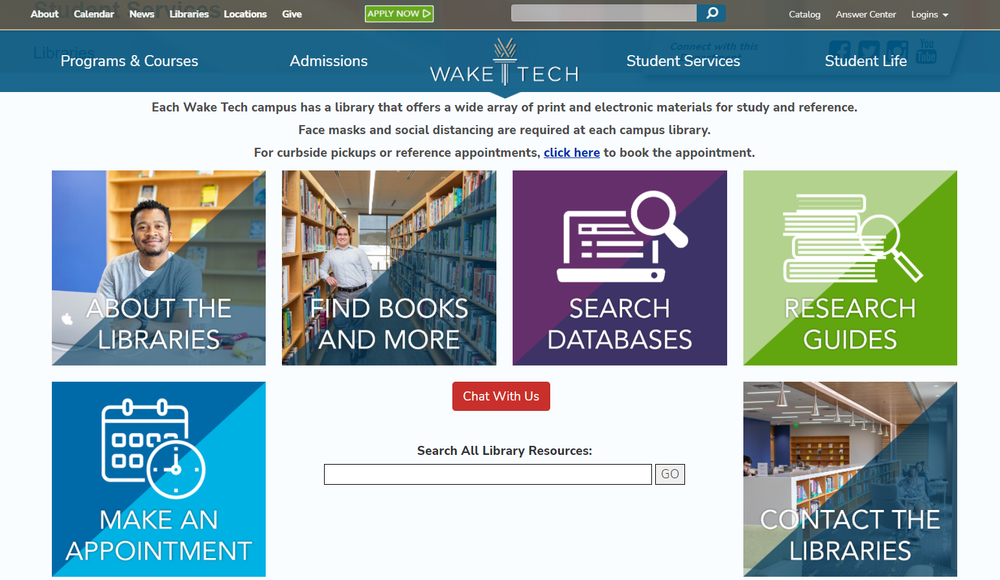 Student Services
About Calendar News Libraries Locations Give APPLY NOW Catalog Answer Center Logins
Libraries
Connect with this
You
Tube
Programs & Courses Admissions WAKE TECH Student Services Student Life
Each Wake Tech campus has a library that offers a wide array of print and electronic materials for study and reference.
Face masks and social distancing are required at each campus library.
For curbside pickups or reference appointments, click here to book the appointment.
ABOUT THE
LIBRARIES
FIND BOOKS
AND MORE
SEARCH
DATABASES
RESEARCH
GUIDES
MAKE AN
APPOINTMENT
Chat With Us
Search All Library Resources:
GO
CONTACT THE
LIBRARIES